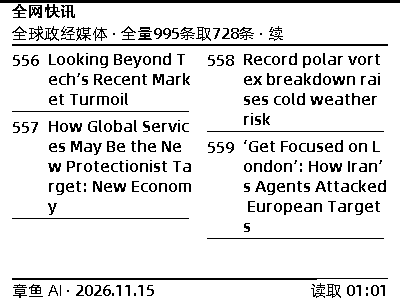 全网快讯
全球政经媒体 · 全量995条取728条 · 续
556 Looking Beyond T
ech’s Recent Mark
et Turmoil
557 How Global Servic
es May Be the Ne
w Protectionist Ta
rget: New Econom
y
558 Record polar vort
ex breakdown rai
ses cold weather
risk
559 ‘Get Focused on L
ondon’: How Iran’
s Agents Attacked
European Target
s
章鱼 AI · 2026.11.15
读取 01:01